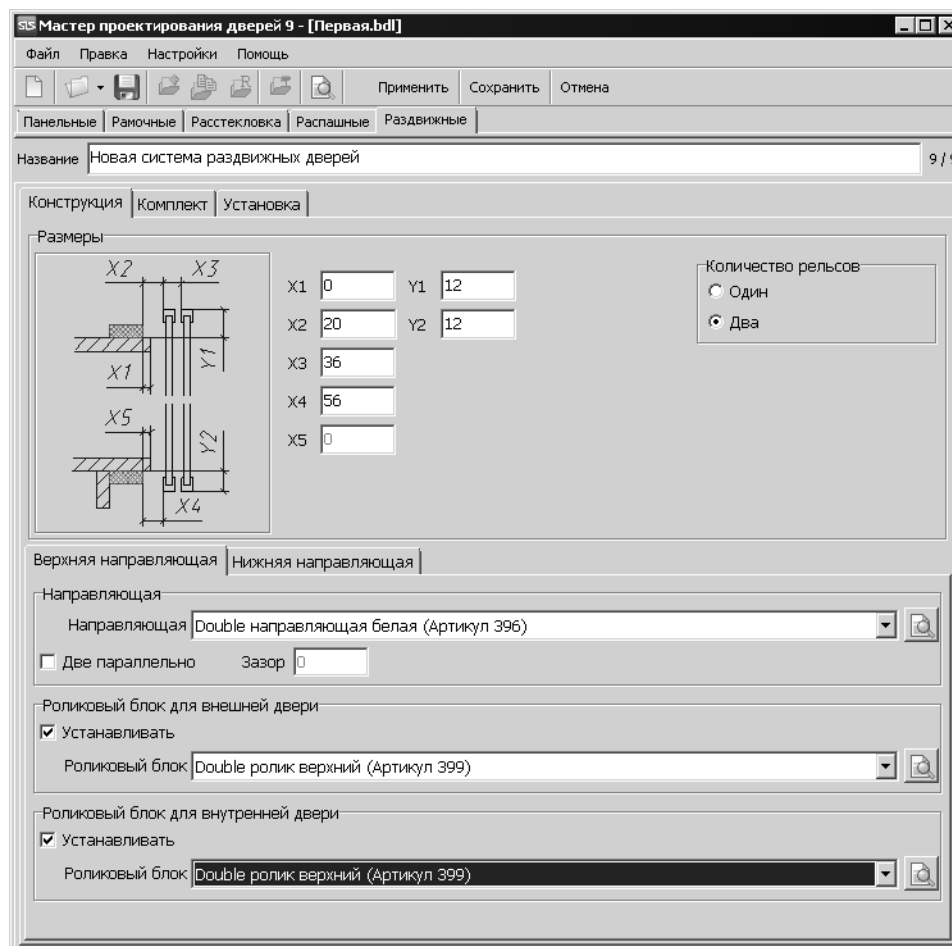 sts Мастер проектирования дверей 9 - [Первая.bdl]
Файл Правка Настройки Помощь
Применить Сохранить Отмена
Панельные Рамочные Расстекловка Распашные Раздвижные
Название Новая система раздвижных дверей 9 / 9
Конструкция Комплект Установка
Размеры
X2 X3
Y1
X1
X5
Y2
X4
X1 0 Y1 12
X2 20 Y2 12
X3 36
X4 56
X5 0
Количество рельсов
Один
Два
Верхняя направляющая Нижняя направляющая
Направляющая
Направляющая Double направляющая белая (Артикул 396)
Две параллельно Зазор 0
Роликовый блок для внешней двери
Устанавливать
Роликовый блок Double ролик верхний (Артикул 399)
Роликовый блок для внутренней двери
Устанавливать
Роликовый блок Double ролик верхний (Артикул 399)